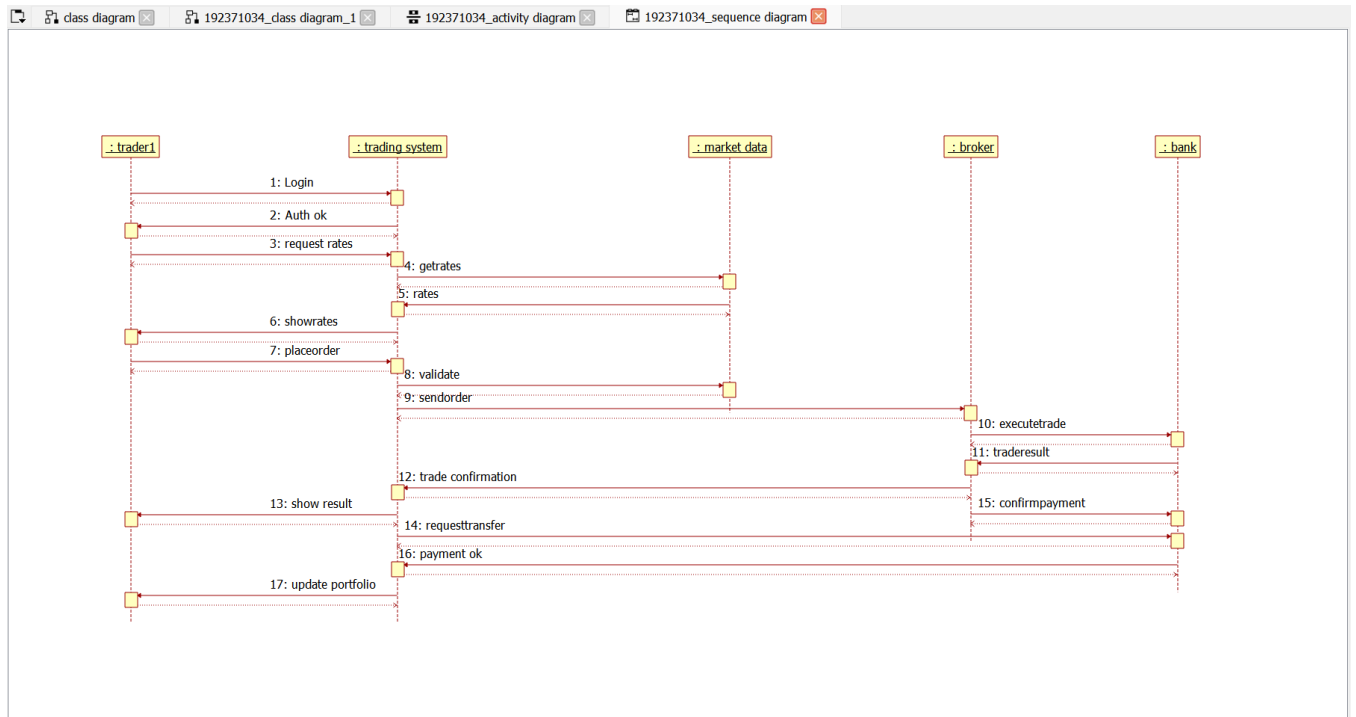 class diagram
192371034_class diagram_1
192371034_activity diagram
192371034_sequence diagram
: trader1
: trading system
: market data
: broker
: bank
1: Login
2: Auth ok
3: request rates
4: getrates
5: rates
6: showrates
7: placeorder
8: validate
9: sendorder
10: executetrade
11: traderesult
12: trade confirmation
13: show result
15: confirmpayment
14: requesttransfer
16: payment ok
17: update portfolio